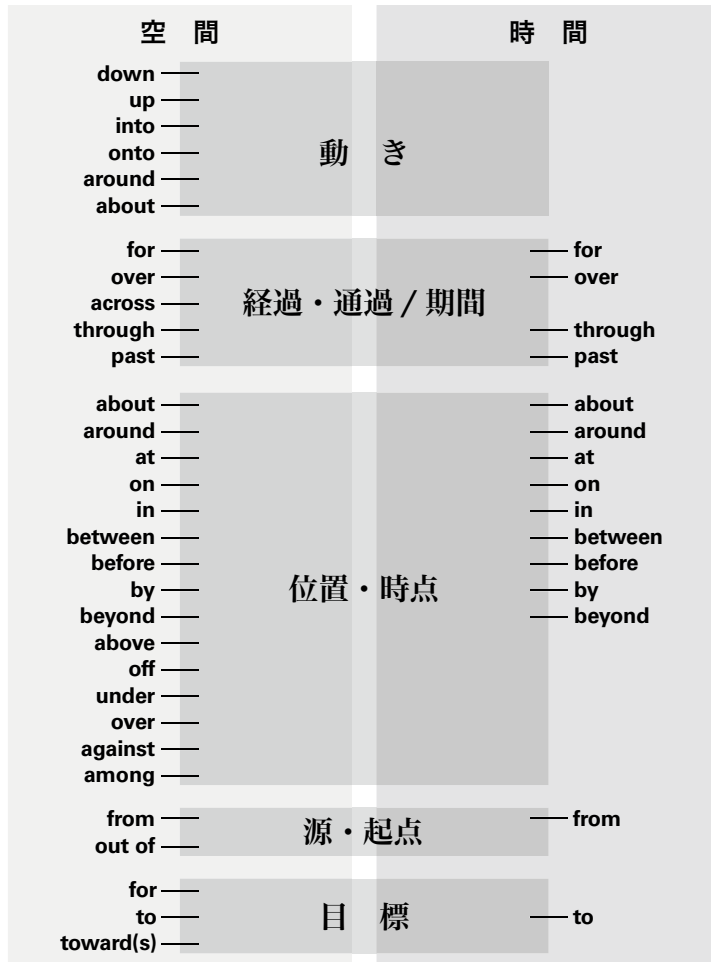 空 間 時 間
down
up
into
onto
around
about
動 き
for for
over over
across
through through
past past
経過・通過 / 期間
about about
around around
at at
on on
in in
between between
before before
by by
beyond beyond
above
off
under
over
against
among
位置・時点
from from
out of
源・起点
for
to to
toward(s)
目 標